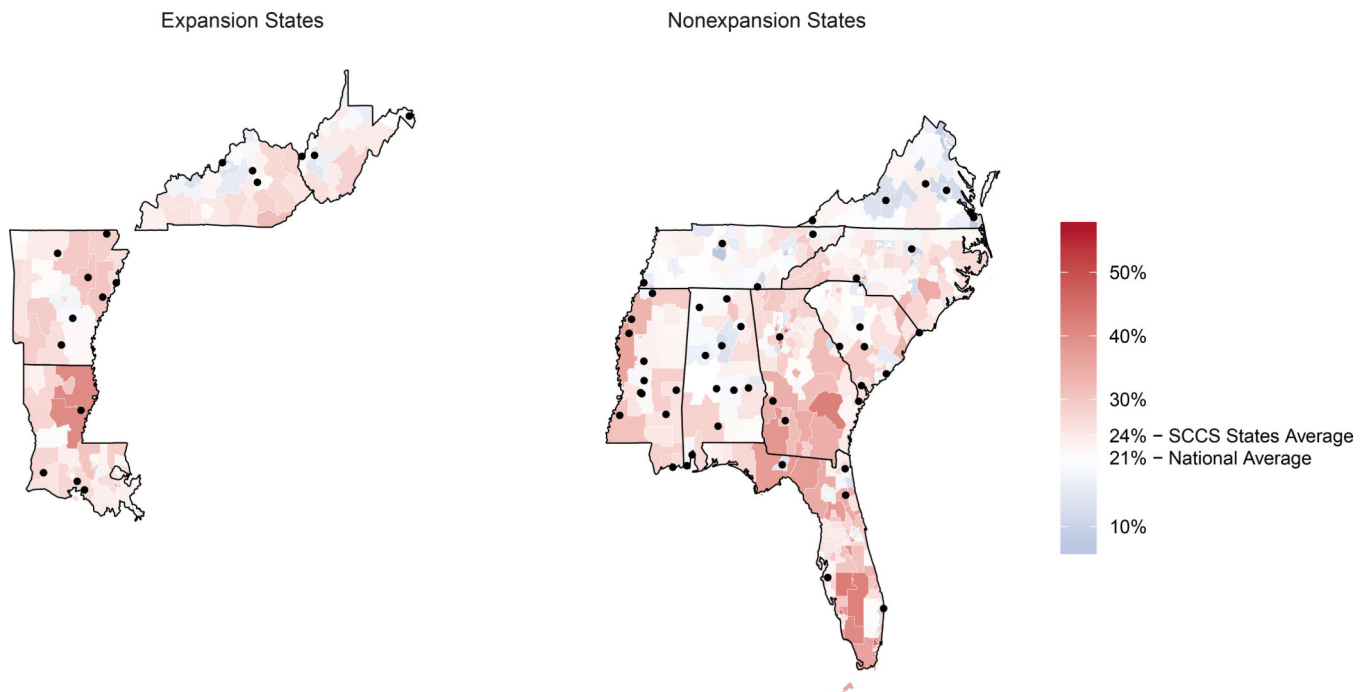 Expansion States
Nonexpansion States
50%
40%
30%
24% − SCCS States Average
21% − National Average
10%